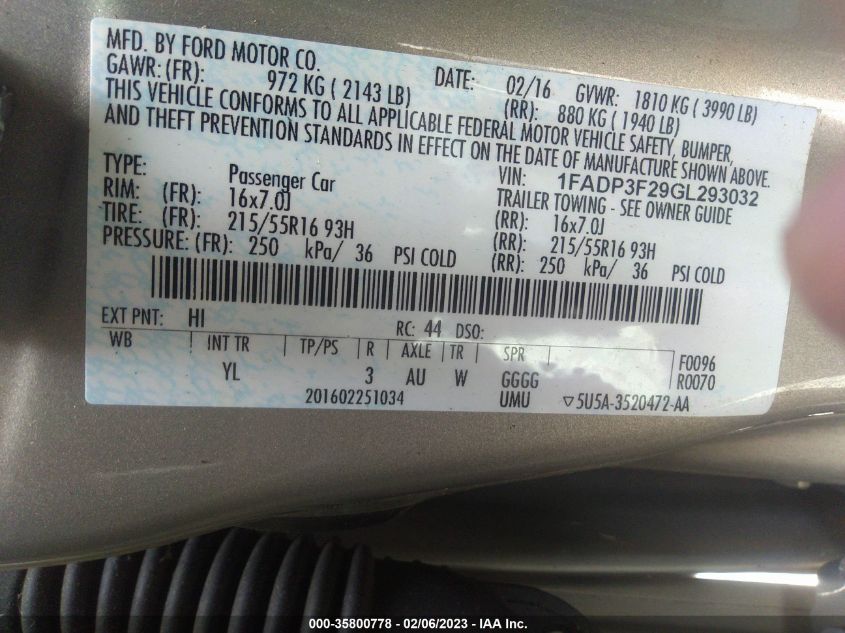 MFD. BY FORD MOTOR CO.
DATE: 02/16 GVWR: 1810 KG ( 3990 LB)
GAWR: (FR): 972 KG ( 2143 LB) (RR): 880 KG ( 1940 LB)
THIS VEHICLE CONFORMS TO ALL APPLICABLE FEDERAL MOTOR VEHICLE SAFETY, BUMPER,
AND THEFT PREVENTION STANDARDS IN EFFECT ON THE DATE OF MANUFACTURE SHOWN ABOVE.
VIN: 1FADP3F29GL293032
TYPE: Passenger Car TRAILER TOWING - SEE OWNER GUIDE
RIM: (FR): 16x7.0J (RR): 16x7.0J
TIRE: (FR): 215/55R16 93H (RR): 215/55R16 93H
PRESSURE: (FR): 250 kPa/ 36 PSI COLD (RR): 250 kPa/ 36 PSI COLD
EXT PNT: HI RC: 44 DSO:
WB INT TR TP/PS R AXLE TR SPR F0096
YL 3 AU W GGGG R0070
201602251034 UMU ▽5U5A-3520472-AA
000-35800778 - 02/06/2023 - IAA Inc.